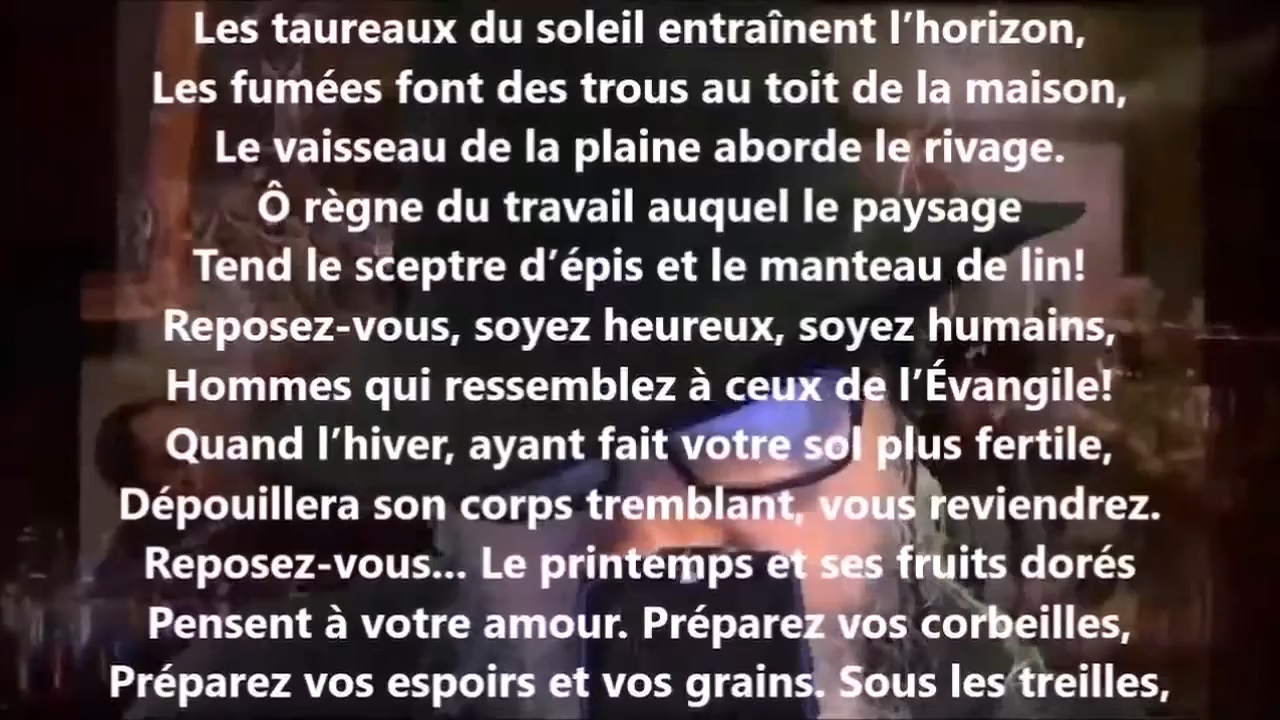 Les taureaux du soleil entraînent l’horizon,
Les fumées font des trous au toit de la maison,
Le vaisseau de la plaine aborde le rivage.
Ô règne du travail auquel le paysage
Tend le sceptre d’épis et le manteau de lin!
Reposez-vous, soyez heureux, soyez humains,
Hommes qui ressemblez à ceux de l’Évangile!
Quand l’hiver, ayant fait votre sol plus fertile,
Dépouillera son corps tremblant, vous reviendrez.
Reposez-vous... Le printemps et ses fruits dorés
Pensent à votre amour. Préparez vos corbeilles,
Préparez vos espoirs et vos grains. Sous les treilles,